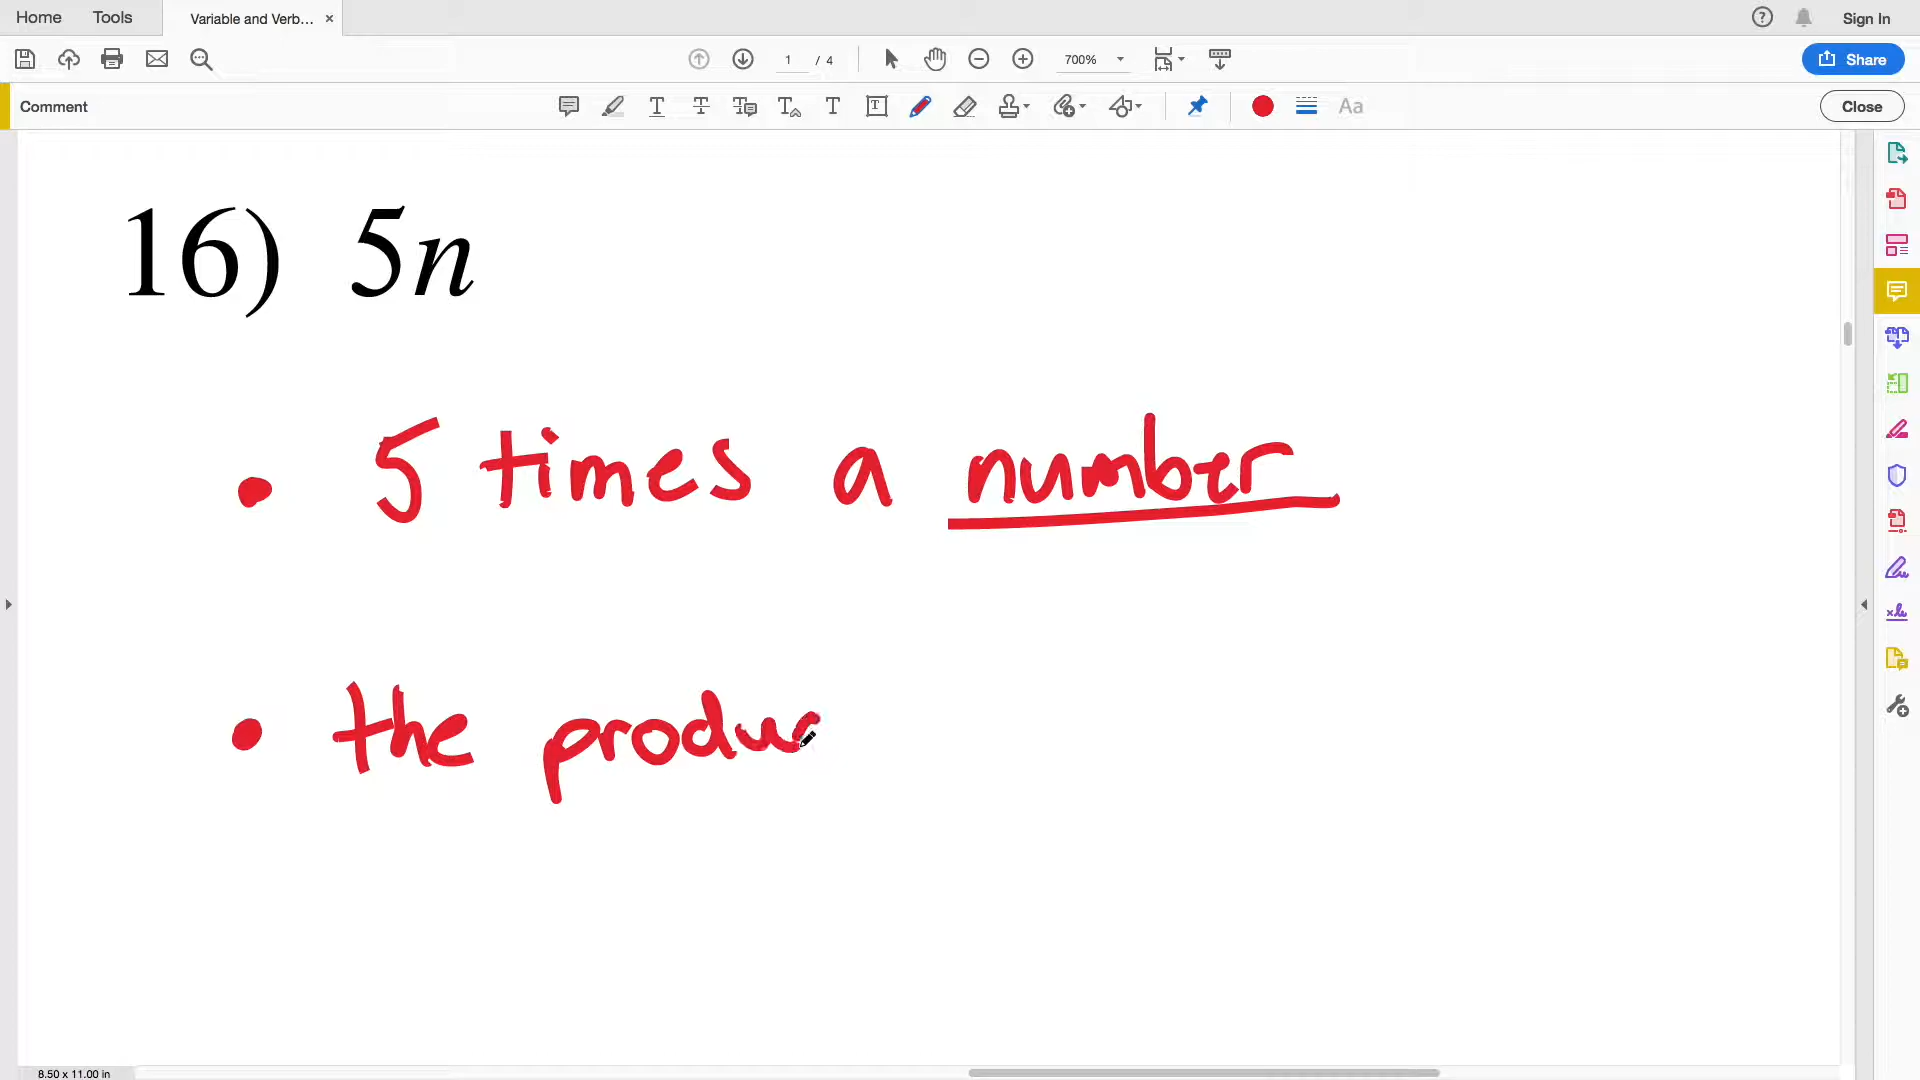 Home Tools Variable and Verb... × Sign In
1 / 4 700% Share
Comment Aa Close
16) 5n
• 5 times a number
• the produc
8.50 x 11.00 in